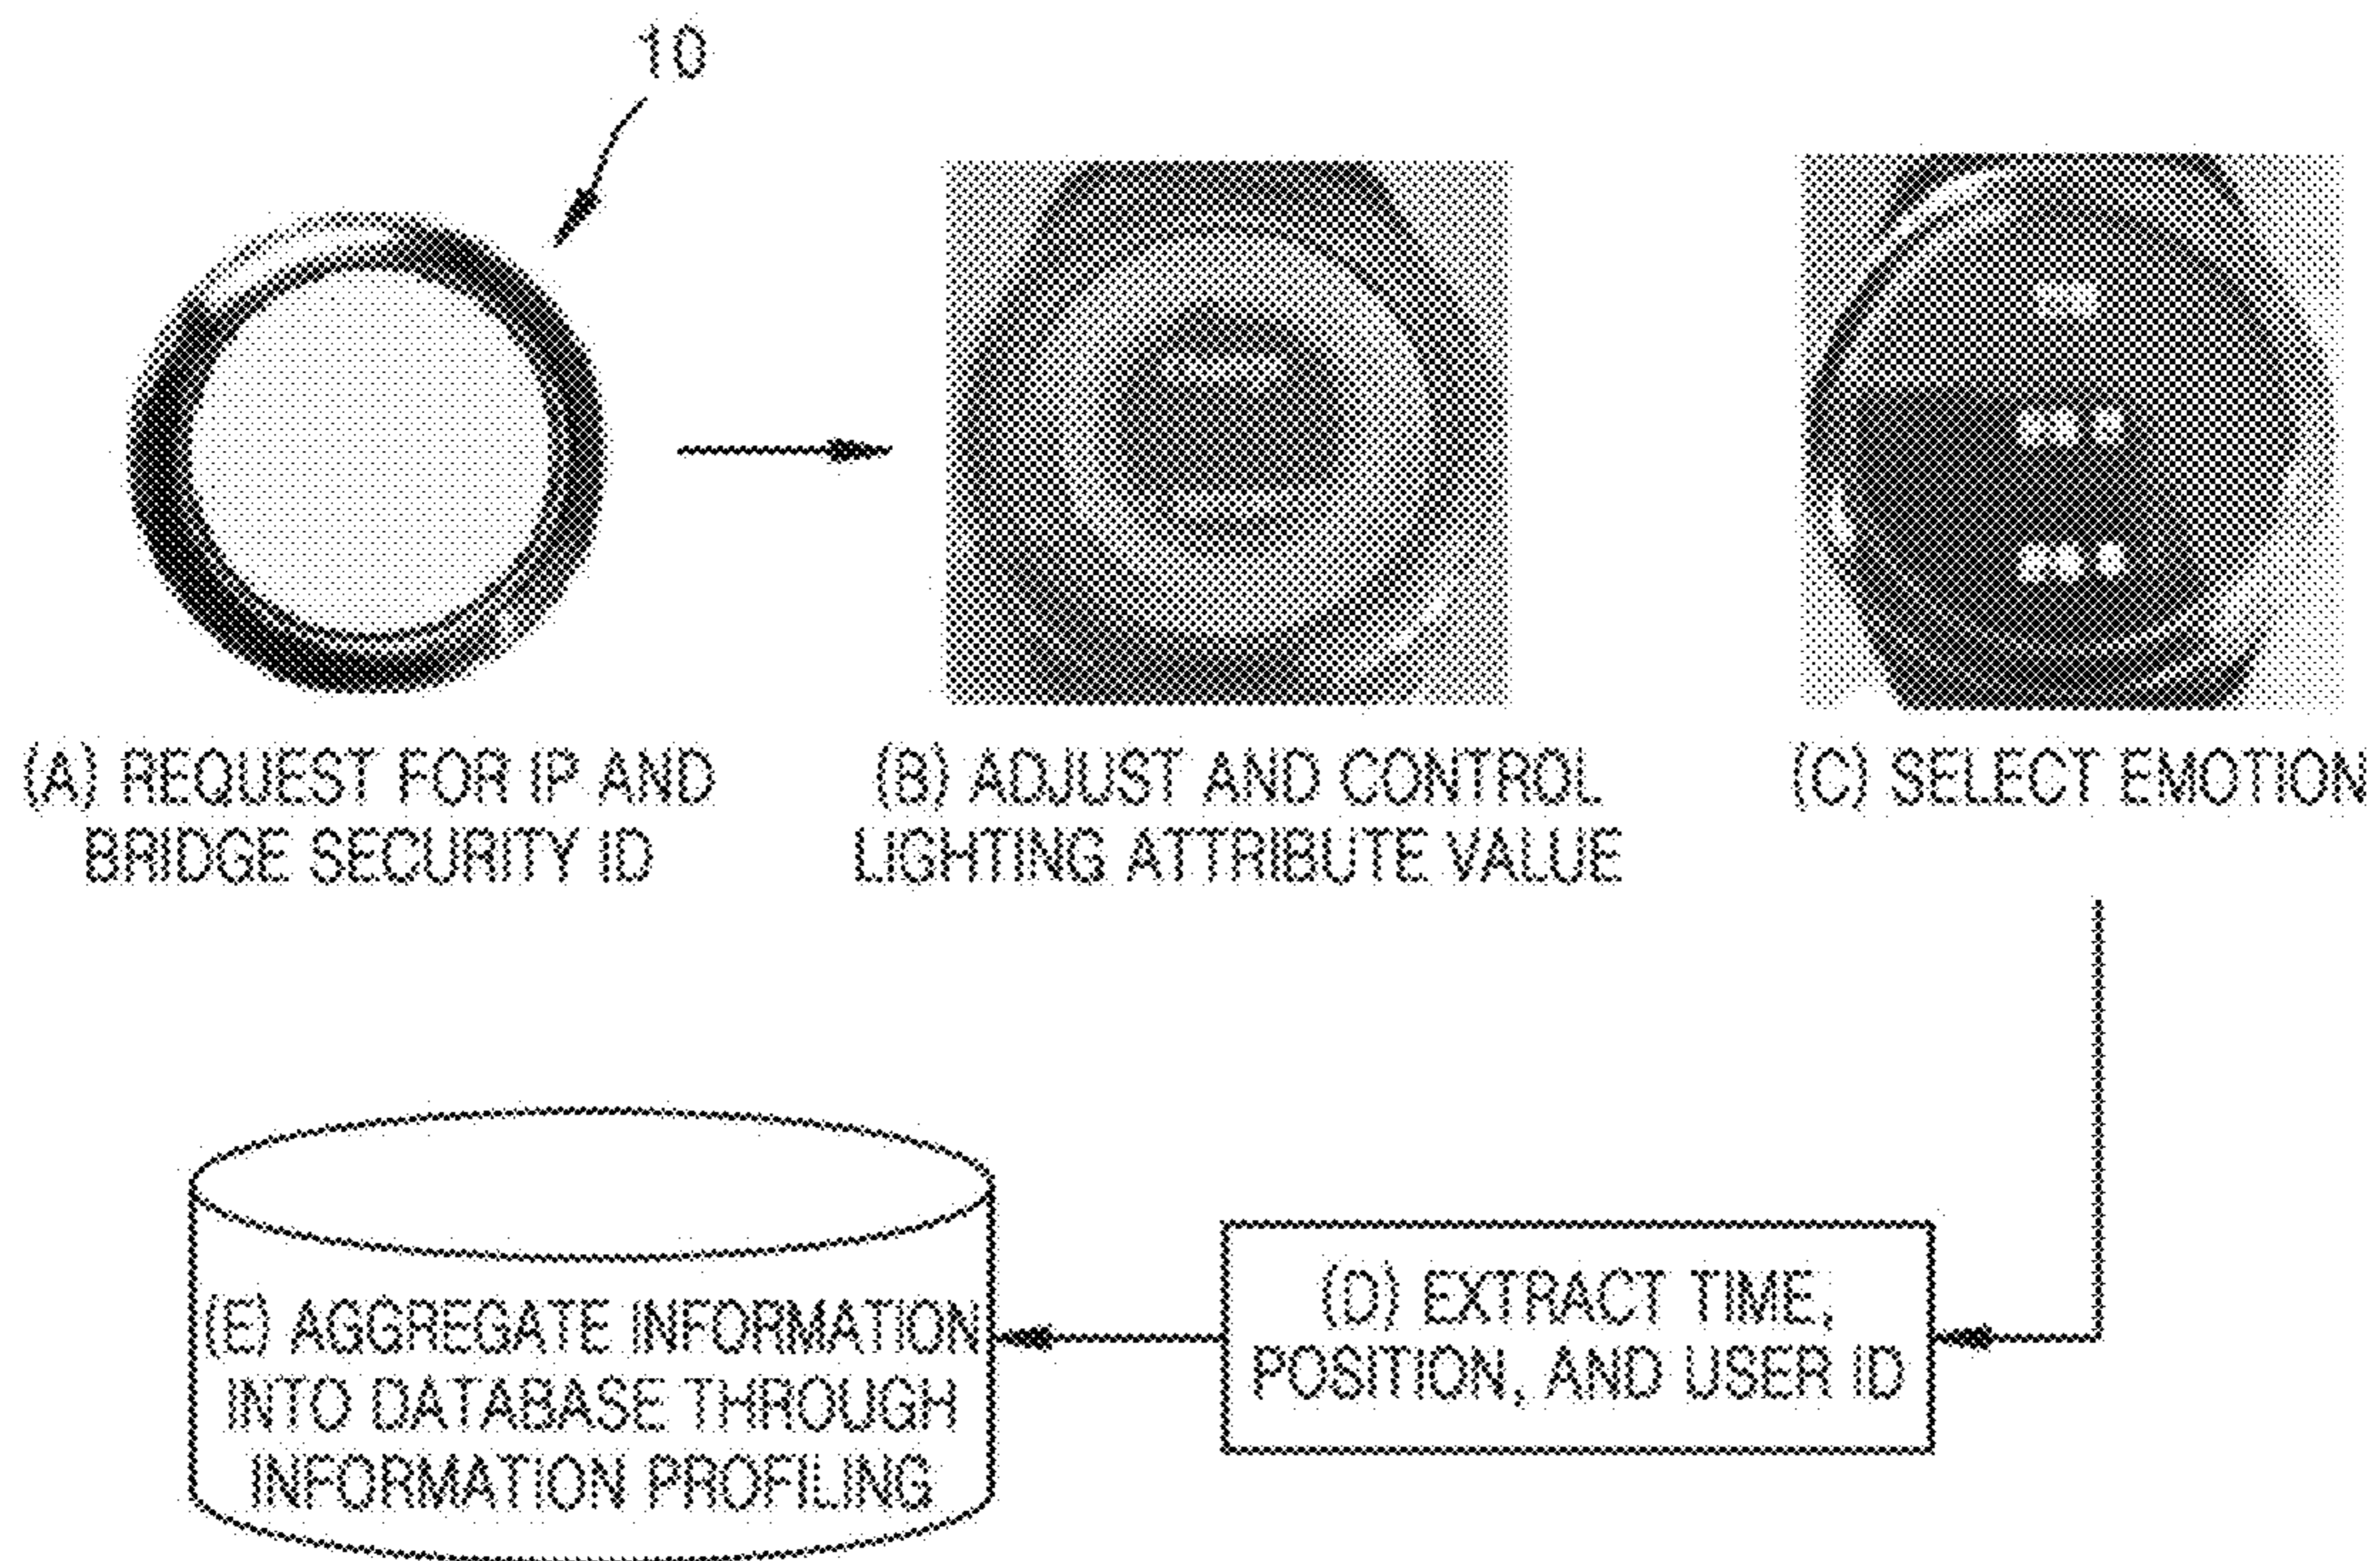 10
(A) REQUEST FOR IP AND
BRIDGE SECURITY ID
(B) ADJUST AND CONTROL
LIGHTING ATTRIBUTE VALUE
(C) SELECT EMOTION
(D) EXTRACT TIME,
POSITION, AND USER ID
(E) AGGREGATE INFORMATION
INTO DATABASE THROUGH
INFORMATION PROFILING